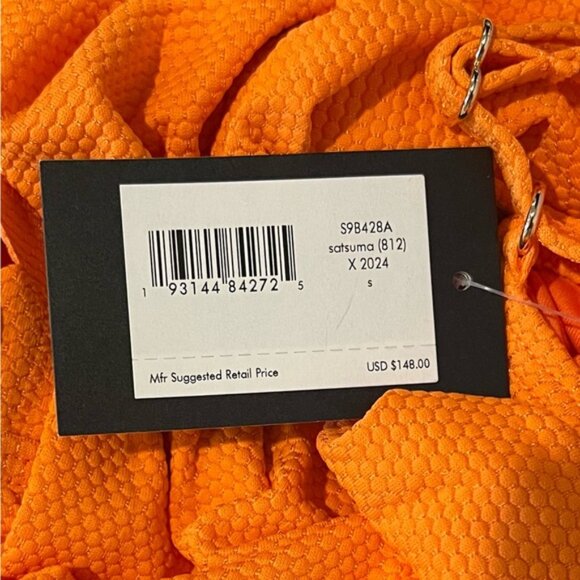 S9B428A
satsuma (812)
X 2024
s
1 93144 84272 5
Mfr Suggested Retail Price USD $148.00